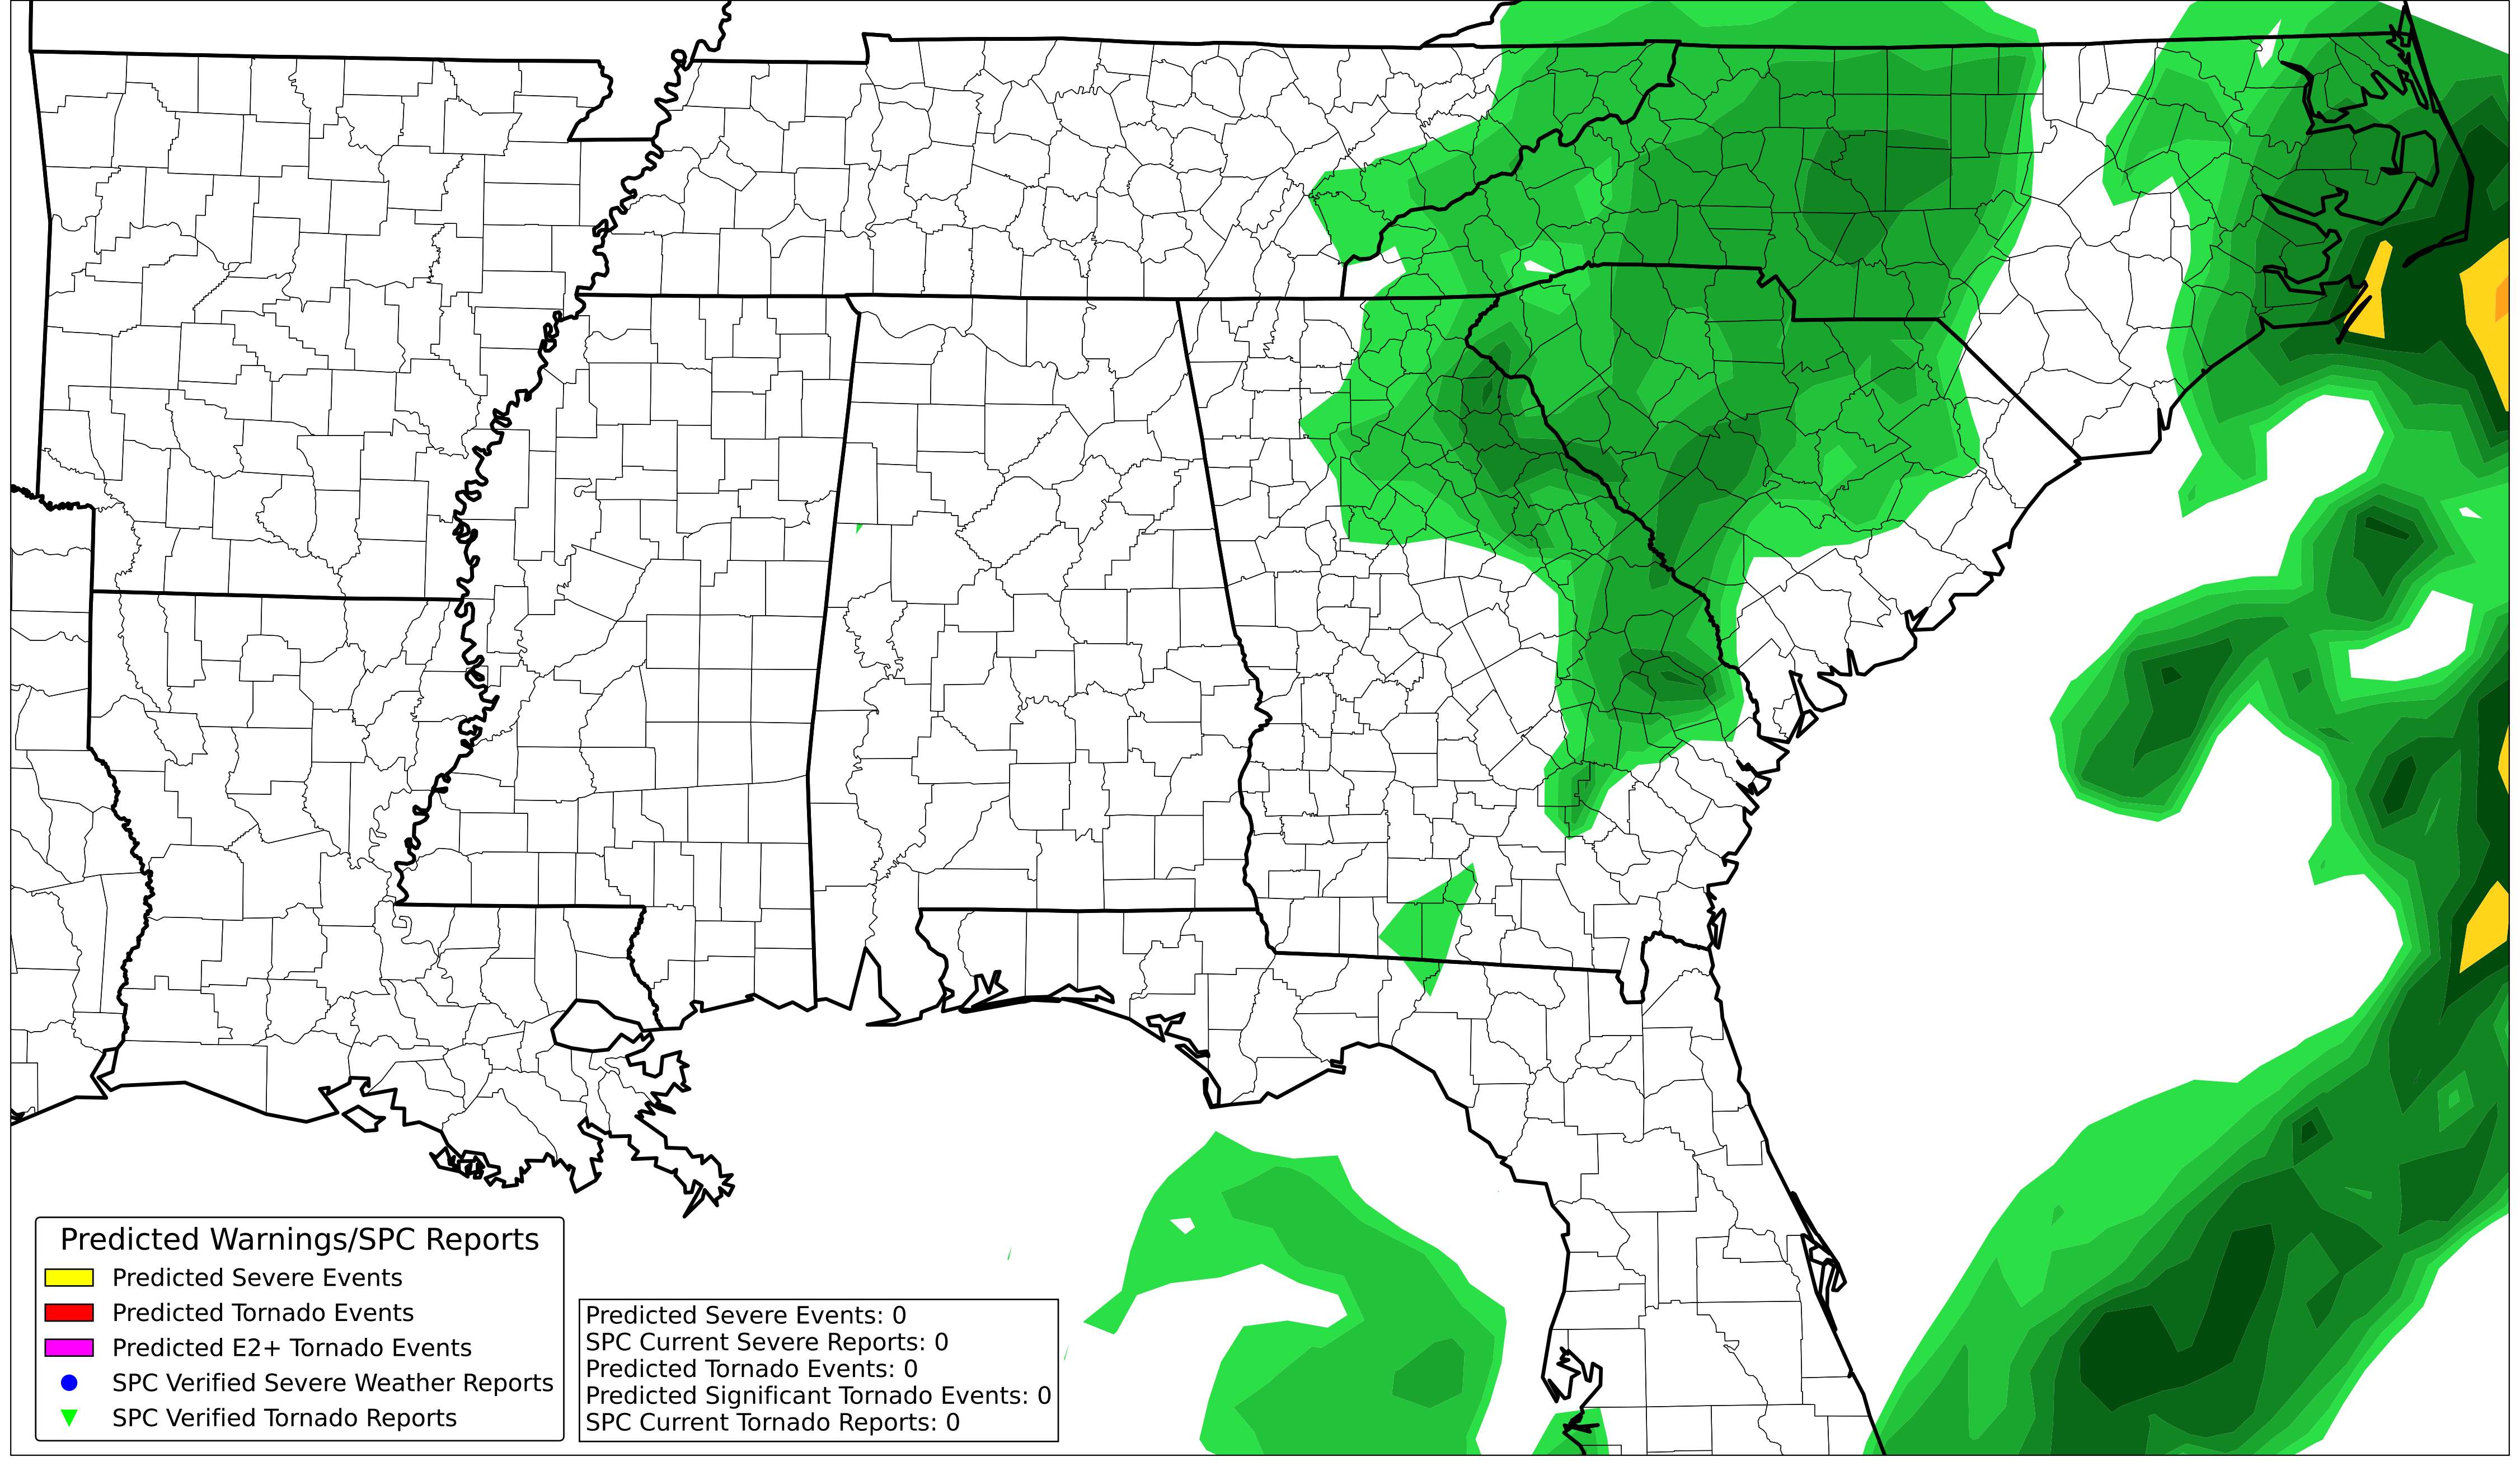 Predicted Warnings/SPC Reports
Predicted Severe Events
Predicted Tornado Events
Predicted E2+ Tornado Events
SPC Verified Severe Weather Reports
SPC Verified Tornado Reports
Predicted Severe Events: 0
SPC Current Severe Reports: 0
Predicted Tornado Events: 0
Predicted Significant Tornado Events: 0
SPC Current Tornado Reports: 0